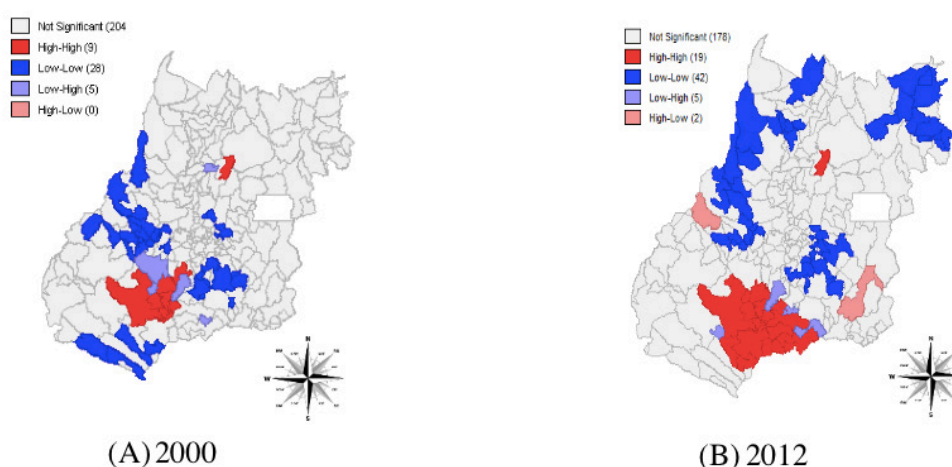 Not Significant (204
High-High (9)
Low-Low (28)
Low-High (5)
High-Low (0)
N
W
E
S
(A) 2000
Not Significant (178)
High-High (19)
Low-Low (42)
Low-High (5)
High-Low (2)
N
W
E
S
(B) 2012